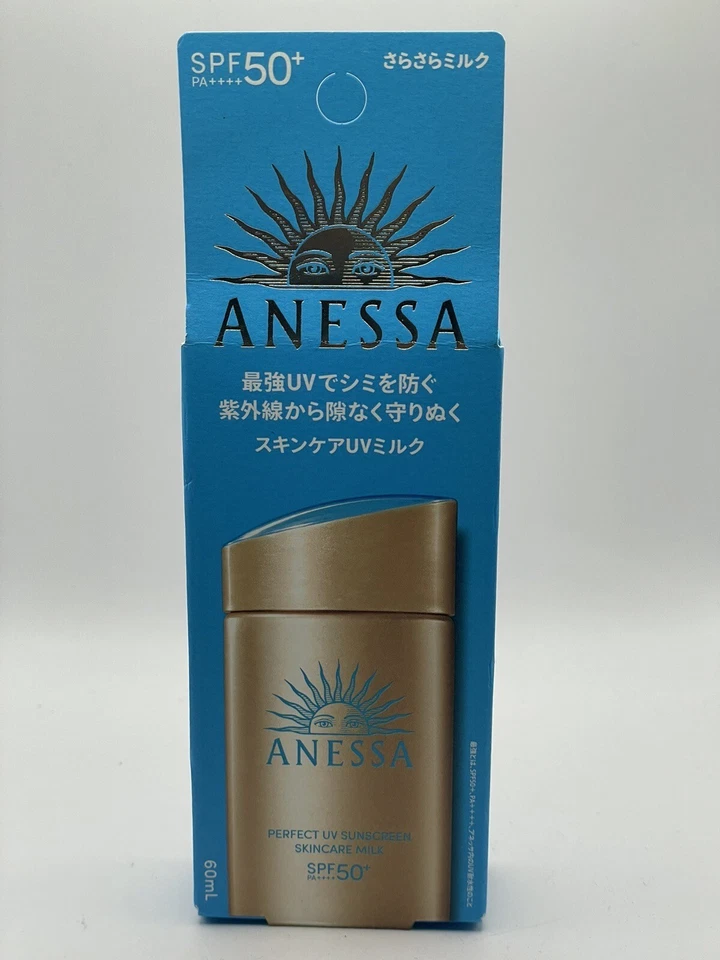 SPF50+
PA++++
さらさらミルク
ANESSA
最強UVでシミを防ぐ
紫外線から隙なく守りぬく
スキンケアUVミルク
ANESSA
PERFECT UV SUNSCREEN
SKINCARE MILK
SPF50+
PA++++
60mL